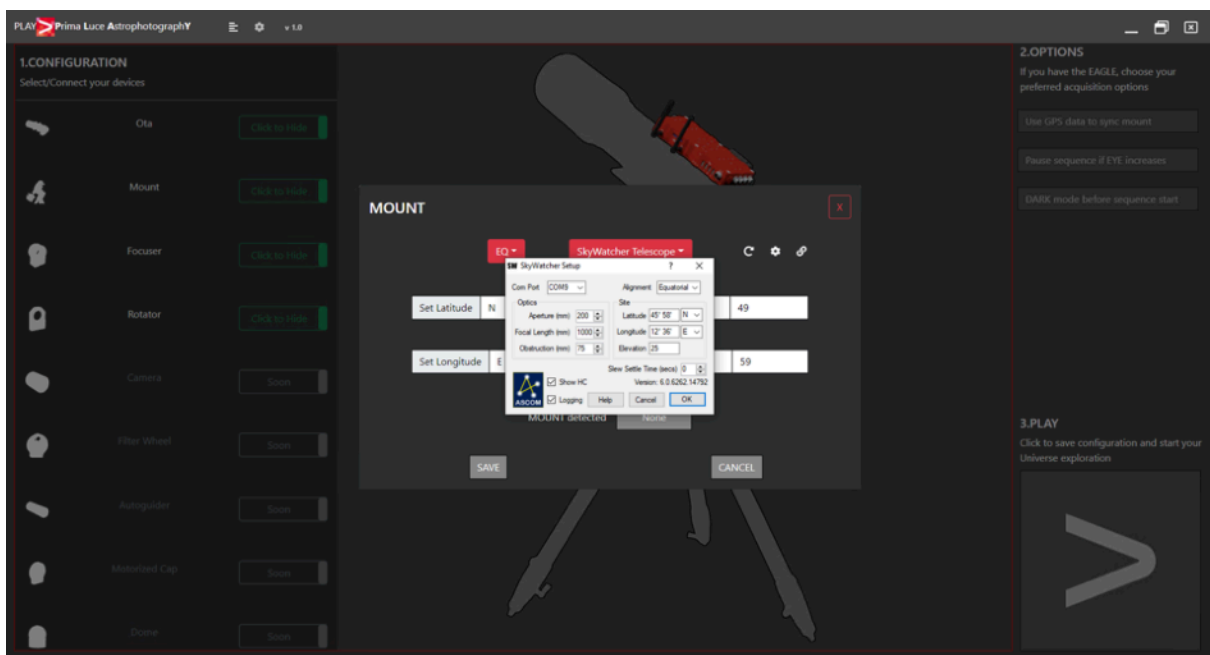 PLAY Prima Luce AstrophotographY v 1.0
1.CONFIGURATION
Select/Connect your devices
Ota Click to Hide
Mount Click to Hide
Focuser Click to Hide
Rotator Click to Hide
Camera Soon
Filter Wheel Soon
Autoguider Soon
Motorized Cap Soon
Dome Soon
MOUNT X
EQ SkyWatcher Telescope
Set Latitude N 49
Set Longitude E 59
MOUNT detected None
SAVE CANCEL
SW SkyWatcher Setup ? X
Com Port COM9 Alignment Equatorial
Optics Site
Aperture (mm) 200 Latitude 45° 50' N
Focal Length (mm) 1000 Longitude 12° 36' E
Obstruction (mm) 75 Elevation 25
Slew Settle Time (secs) 0
Show HC Version: 6.0.6262.14792
ASCOM Logging Help Cancel OK
2.OPTIONS
If you have the EAGLE, choose your
preferred acquisition options
Use GPS data to sync mount
Pause sequence if EYE increases
DARK mode before sequence start
3.PLAY
Click to save configuration and start your
Universe exploration